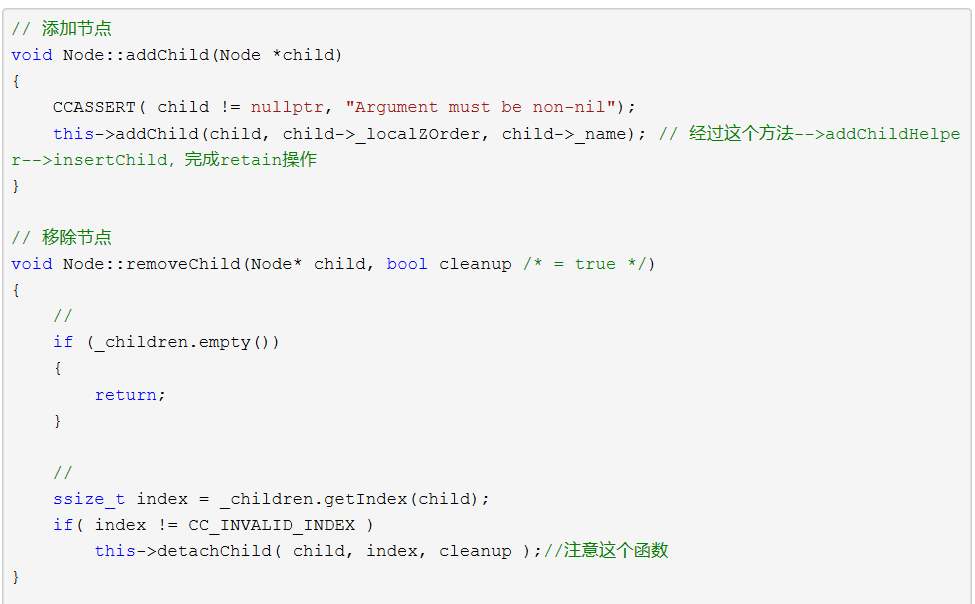 // 添加节点
void Node::addChild(Node *child)
{
    CCASSERT( child != nullptr, "Argument must be non-nil");
    this->addChild(child, child->_localZOrder, child->_name); // 经过这个方法-->addChildHelpe
r-->insertChild，完成retain操作
}

// 移除节点
void Node::removeChild(Node* child, bool cleanup /* = true */)
{
    //
    if (_children.empty())
    {
        return;
    }

    //
    ssize_t index = _children.getIndex(child);
    if( index != CC_INVALID_INDEX )
        this->detachChild( child, index, cleanup );//注意这个函数
}